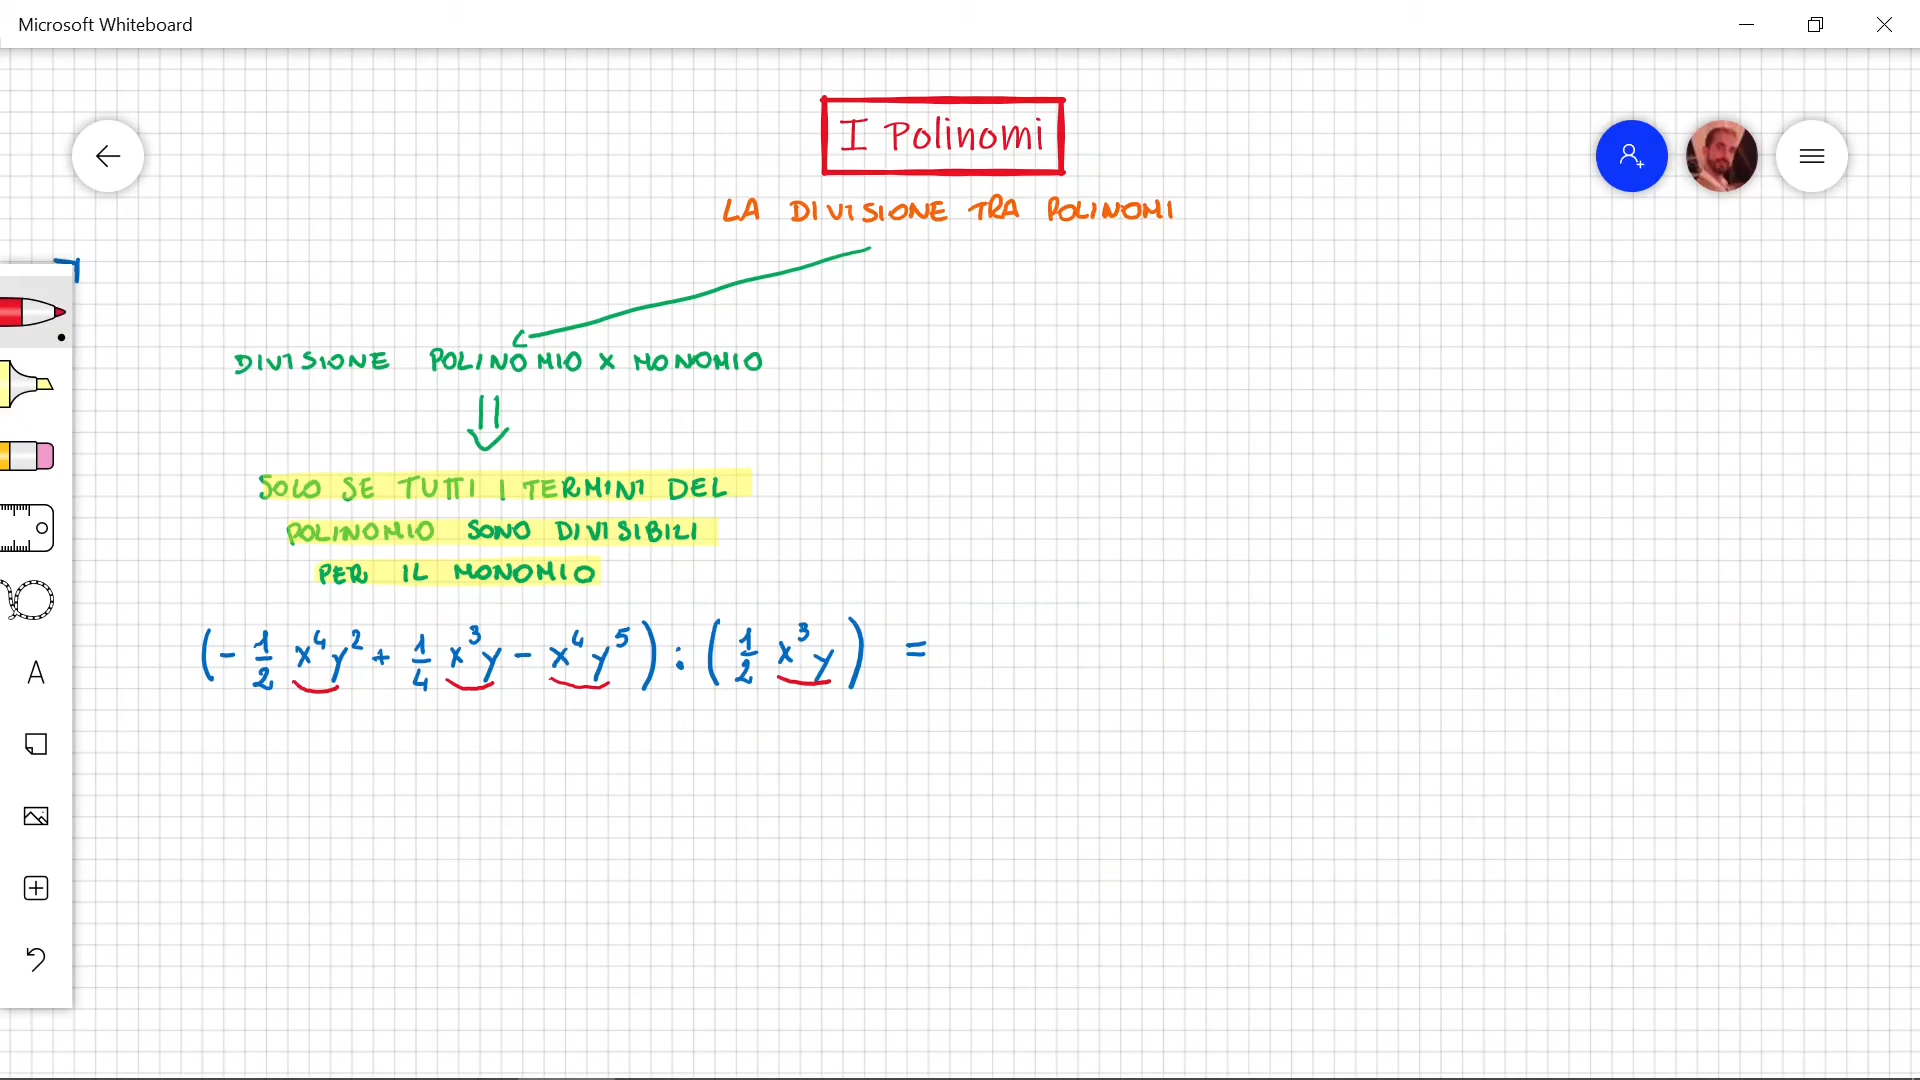 Microsoft Whiteboard
I Polinomi
LA DIVISIONE TRA POLINOMI
DIVISIONE POLINOMIO X MONOMIO
SOLO SE TUTTI I TERMINI DEL
POLINOMIO SONO DIVISIBILI
PER IL MONOMIO
(-1/2 x⁴y² + 1/4 x³y - x⁴y⁵) : (1/2 x³y) =